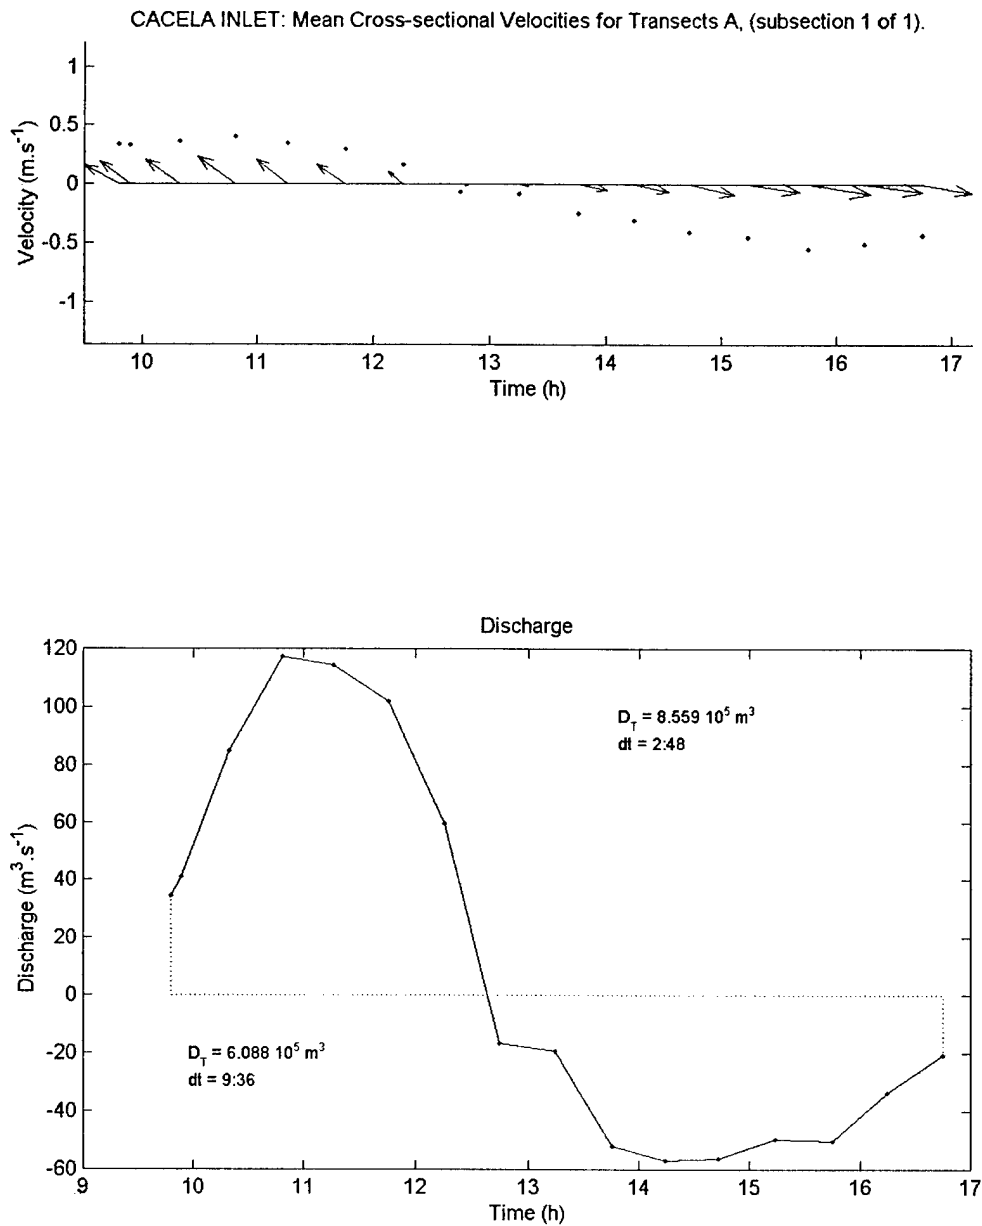 CACELA INLET: Mean Cross-sectional Velocities for Transects A, (subsection 1 of 1).
1
0.5
0
-0.5
-1
Velocity (m.s⁻¹)
10 11 12 13 14 15 16 17
Time (h)
Discharge
120
100
80
60
40
20
0
-20
-40
-60
Discharge (m³.s⁻¹)
D_T = 8.559 10⁵ m³
dt = 2:48
D_T = 6.088 10⁵ m³
dt = 9:36
9 10 11 12 13 14 15 16 17
Time (h)